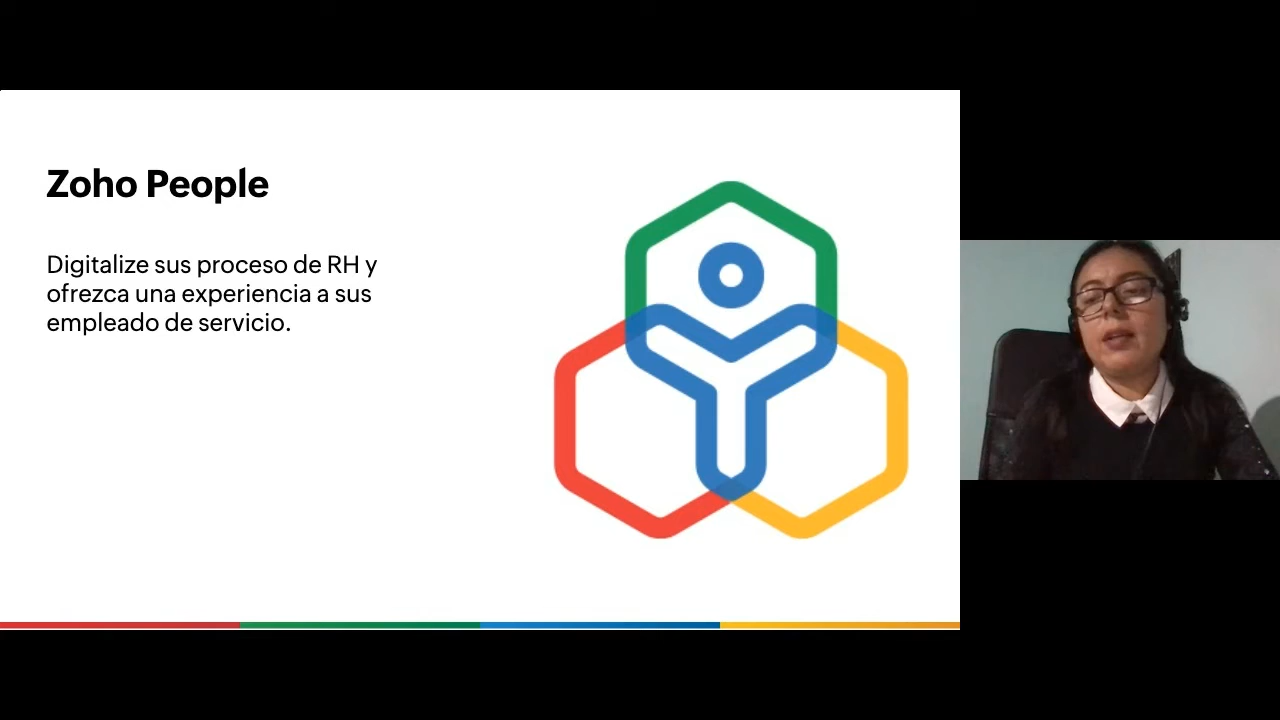 Zoho People
Digitalize sus proceso de RH y
ofrezca una experiencia a sus
empleado de servicio.